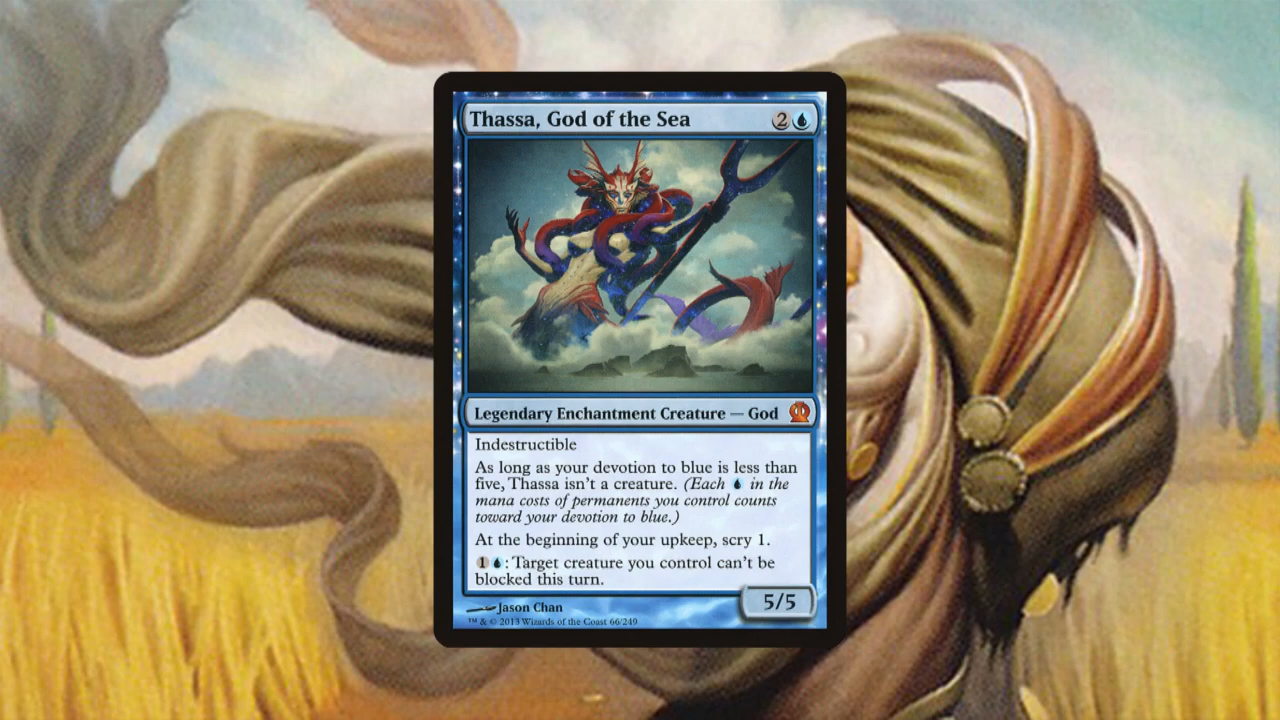 Thassa, God of the Sea 2
Legendary Enchantment Creature — God
Indestructible
As long as your devotion to blue is less than
five, Thassa isn't a creature. (Each in the
mana costs of permanents you control counts
toward your devotion to blue.)
At the beginning of your upkeep, scry 1.
1 : Target creature you control can't be
blocked this turn.
5/5
Jason Chan
™ & © 2013 Wizards of the Coast 66/249